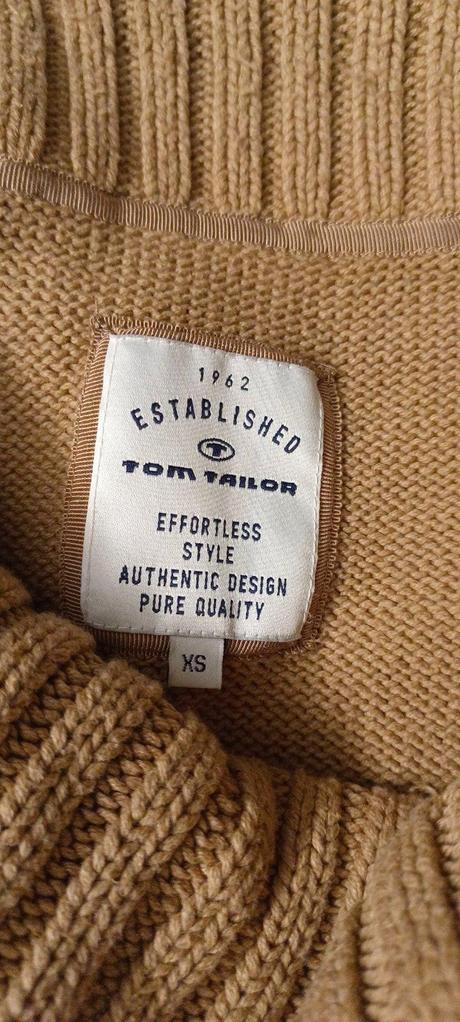 1962
ESTABLISHED
T
TOM TAILOR
EFFORTLESS
STYLE
AUTHENTIC DESIGN
PURE QUALITY
XS